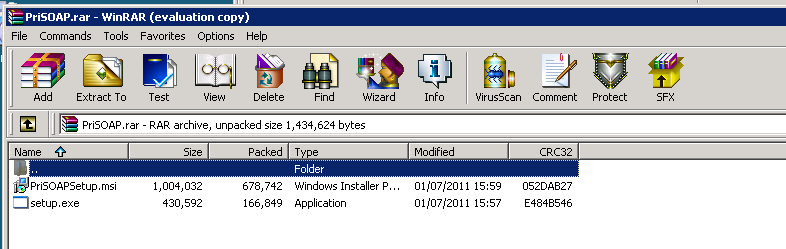 PriSOAP.rar - WinRAR (evaluation copy)
File Commands Tools Favorites Options Help
Add Extract To Test View Delete Find Wizard Info VirusScan Comment Protect SFX
PriSOAP.rar - RAR archive, unpacked size 1,434,624 bytes
Name Size Packed Type Modified CRC32
.. Folder
PriSOAPSetup.msi 1,004,032 678,742 Windows Installer P... 01/07/2011 15:59 052DAB27
setup.exe 430,592 166,849 Application 01/07/2011 15:57 E484B546